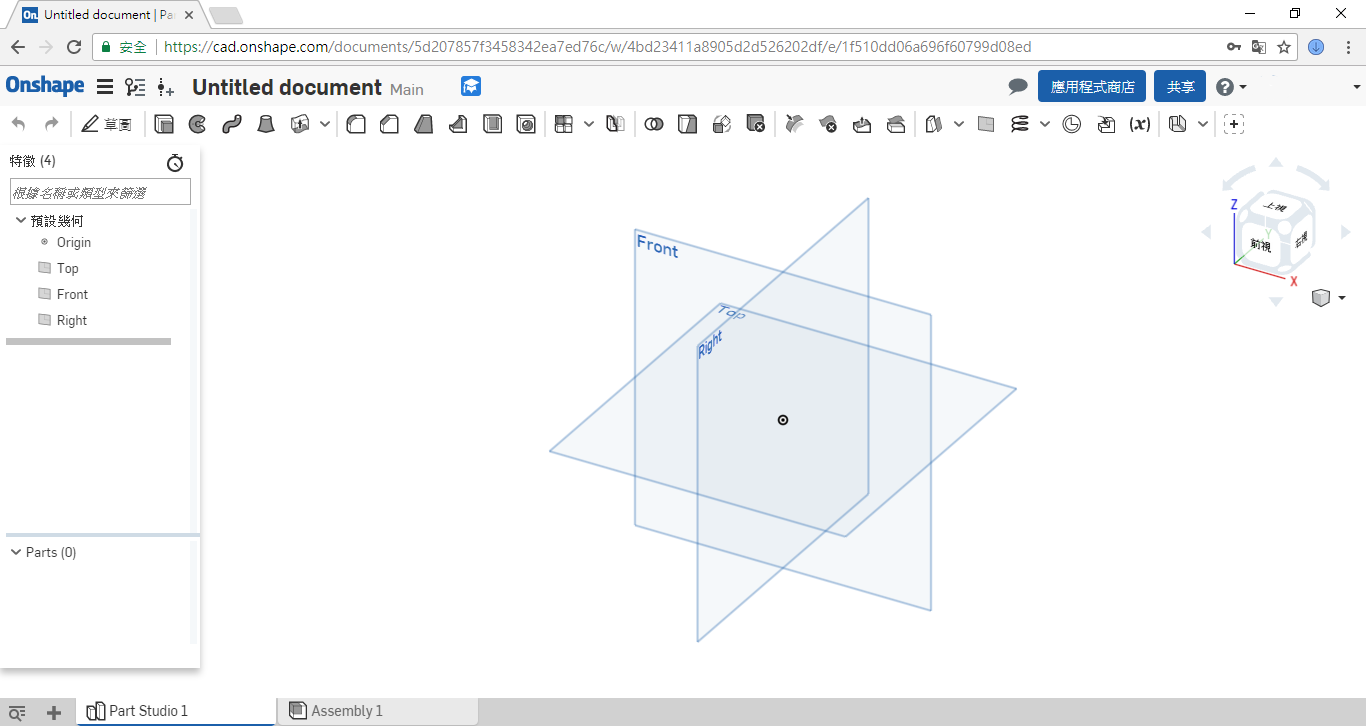 Untitled document | Pa
安全
https://cad.onshape.com/documents/5d207857f3458342ea7ed76c/w/4bd23411a8905d2d526202df/e/1f510dd06a696f60799d08ed
Onshape
Untitled document Main
應用程式商店
共享
草圖
(x)
特徵 (4)
根據名稱或類型來篩選
預設幾何
Origin
Top
Front
Right
Parts (0)
Front
Top
Right
Z
上視
Y
前視
右視
X
Part Studio 1
Assembly 1